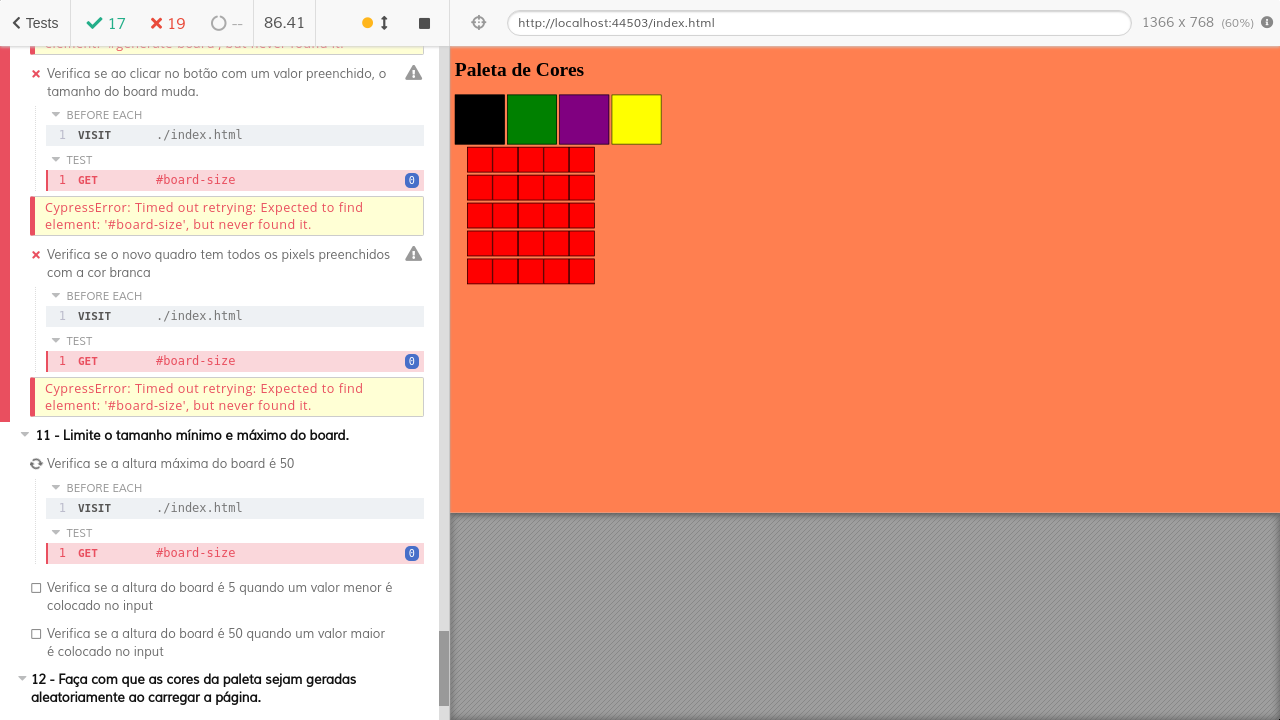 Tests 17 19 -- 86.41
http://localhost:44503/index.html 1366 x 768 (60%)
element: '#generate-board', but never found it.
Verifica se ao clicar no botão com um valor preenchido, o
tamanho do board muda.
BEFORE EACH
1 VISIT ./index.html
TEST
1 GET #board-size 0
CypressError: Timed out retrying: Expected to find
element: '#board-size', but never found it.
Verifica se o novo quadro tem todos os pixels preenchidos
com a cor branca
BEFORE EACH
1 VISIT ./index.html
TEST
1 GET #board-size 0
CypressError: Timed out retrying: Expected to find
element: '#board-size', but never found it.
11 - Limite o tamanho mínimo e máximo do board.
Verifica se a altura máxima do board é 50
BEFORE EACH
1 VISIT ./index.html
TEST
1 GET #board-size 0
Verifica se a altura do board é 5 quando um valor menor é
colocado no input
Verifica se a altura do board é 50 quando um valor maior
é colocado no input
12 - Faça com que as cores da paleta sejam geradas
aleatoriamente ao carregar a página.
Paleta de Cores